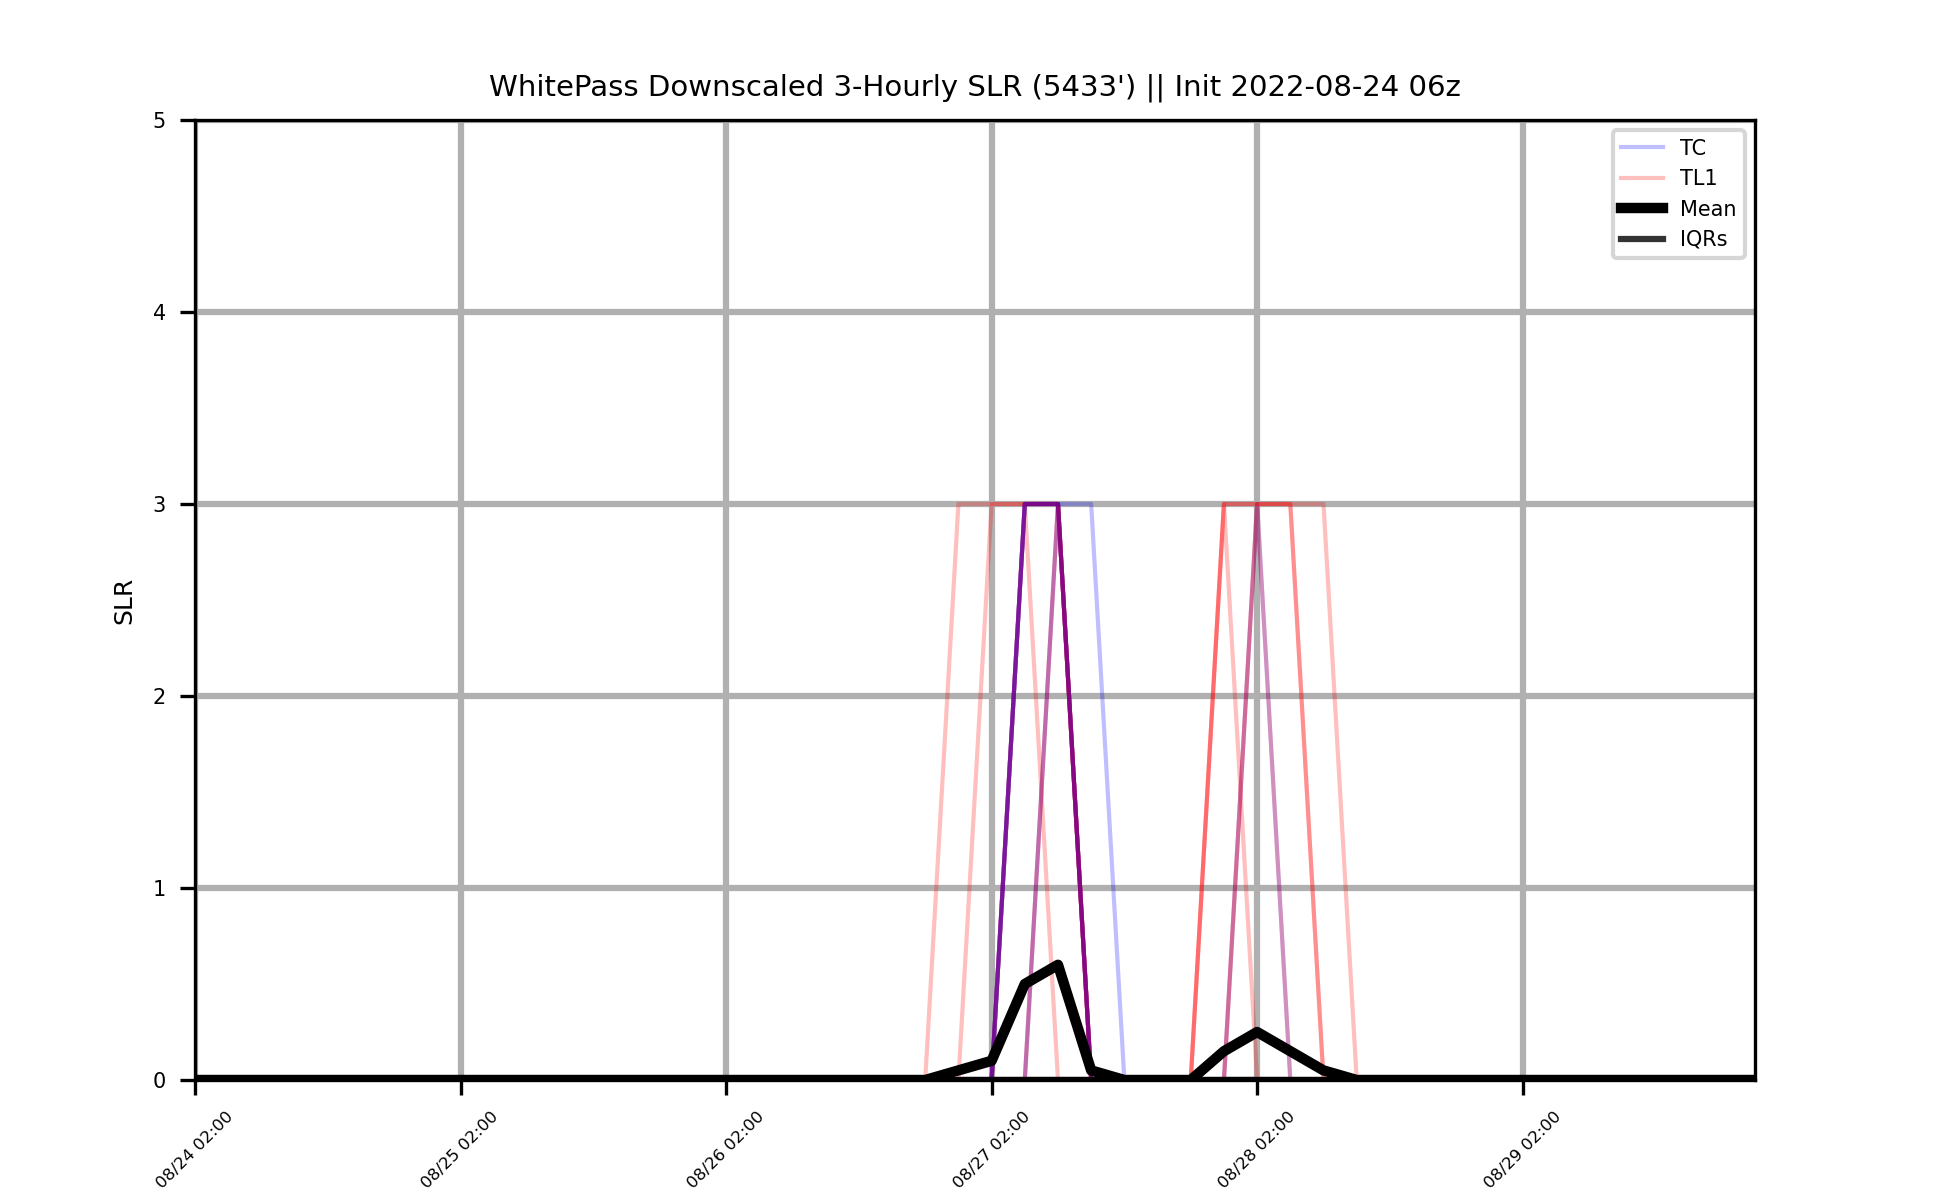 WhitePass Downscaled 3-Hourly SLR (5433') || Init 2022-08-24 06z
5
4
3
2
1
0
SLR
TC
TL1
Mean
IQRs
08/24 02:00
08/25 02:00
08/26 02:00
08/27 02:00
08/28 02:00
08/29 02:00